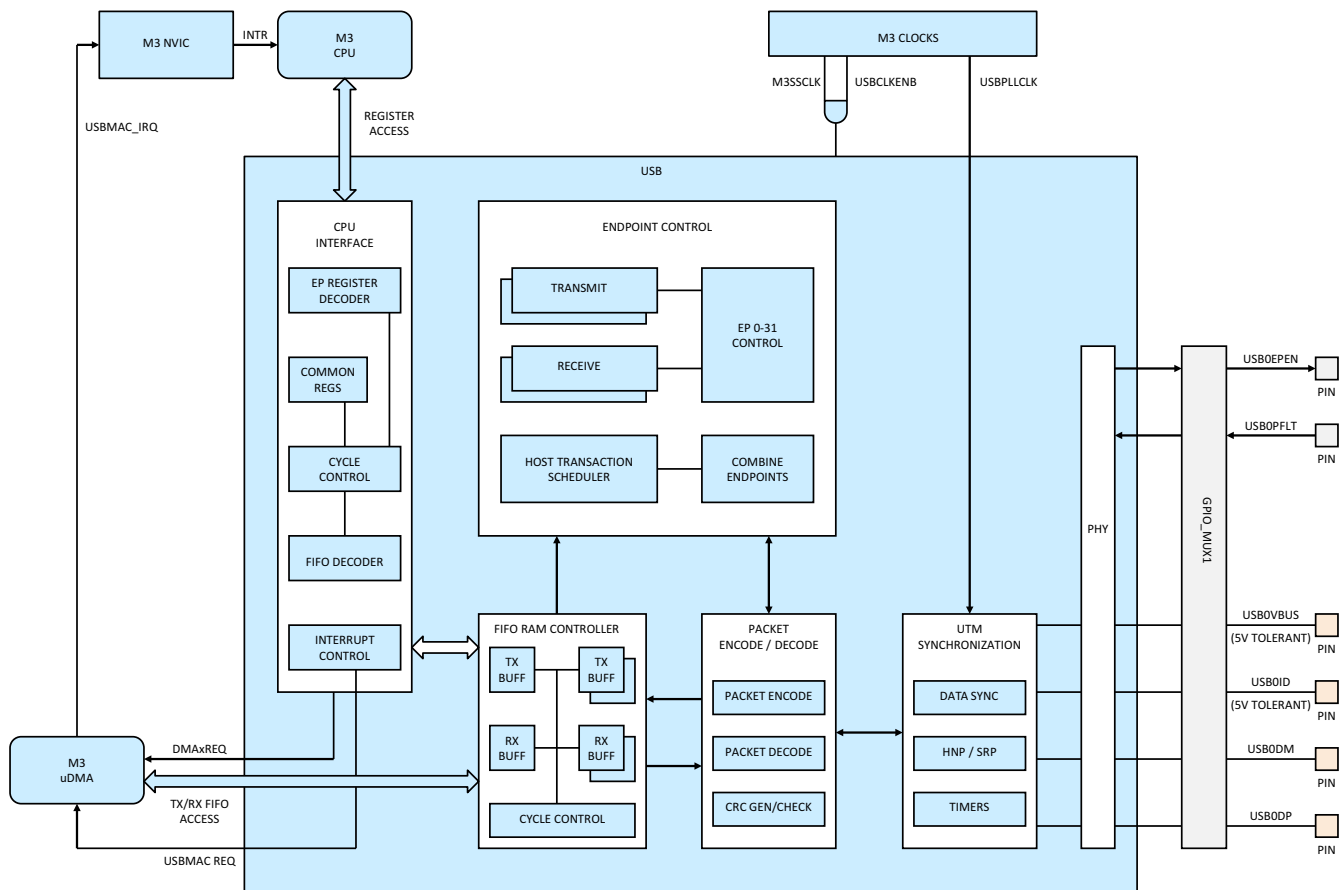 M3 NVIC
INTR
M3
CPU
M3 CLOCKS
M3SSCLK
USBCLKENB
USBPLLCLK
USBMAC_IRQ
REGISTER
ACCESS
USB
CPU
INTERFACE
EP REGISTER
DECODER
COMMON
REGS
CYCLE
CONTROL
FIFO DECODER
INTERRUPT
CONTROL
ENDPOINT CONTROL
TRANSMIT
RECEIVE
EP 0-31
CONTROL
HOST TRANSACTION
SCHEDULER
COMBINE
ENDPOINTS
FIFO RAM CONTROLLER
TX
BUFF
TX
BUFF
RX
BUFF
RX
BUFF
CYCLE CONTROL
PACKET
ENCODE / DECODE
PACKET ENCODE
PACKET DECODE
CRC GEN/CHECK
UTM
SYNCHRONIZATION
DATA SYNC
HNP / SRP
TIMERS
PHY
GPIO_MUX1
USB0EPEN
PIN
USB0PFLT
PIN
USB0VBUS
(5V TOLERANT)
PIN
USB0ID
(5V TOLERANT)
PIN
USB0DM
PIN
USB0DP
PIN
M3
uDMA
DMAxREQ
TX/RX FIFO
ACCESS
USBMAC REQ